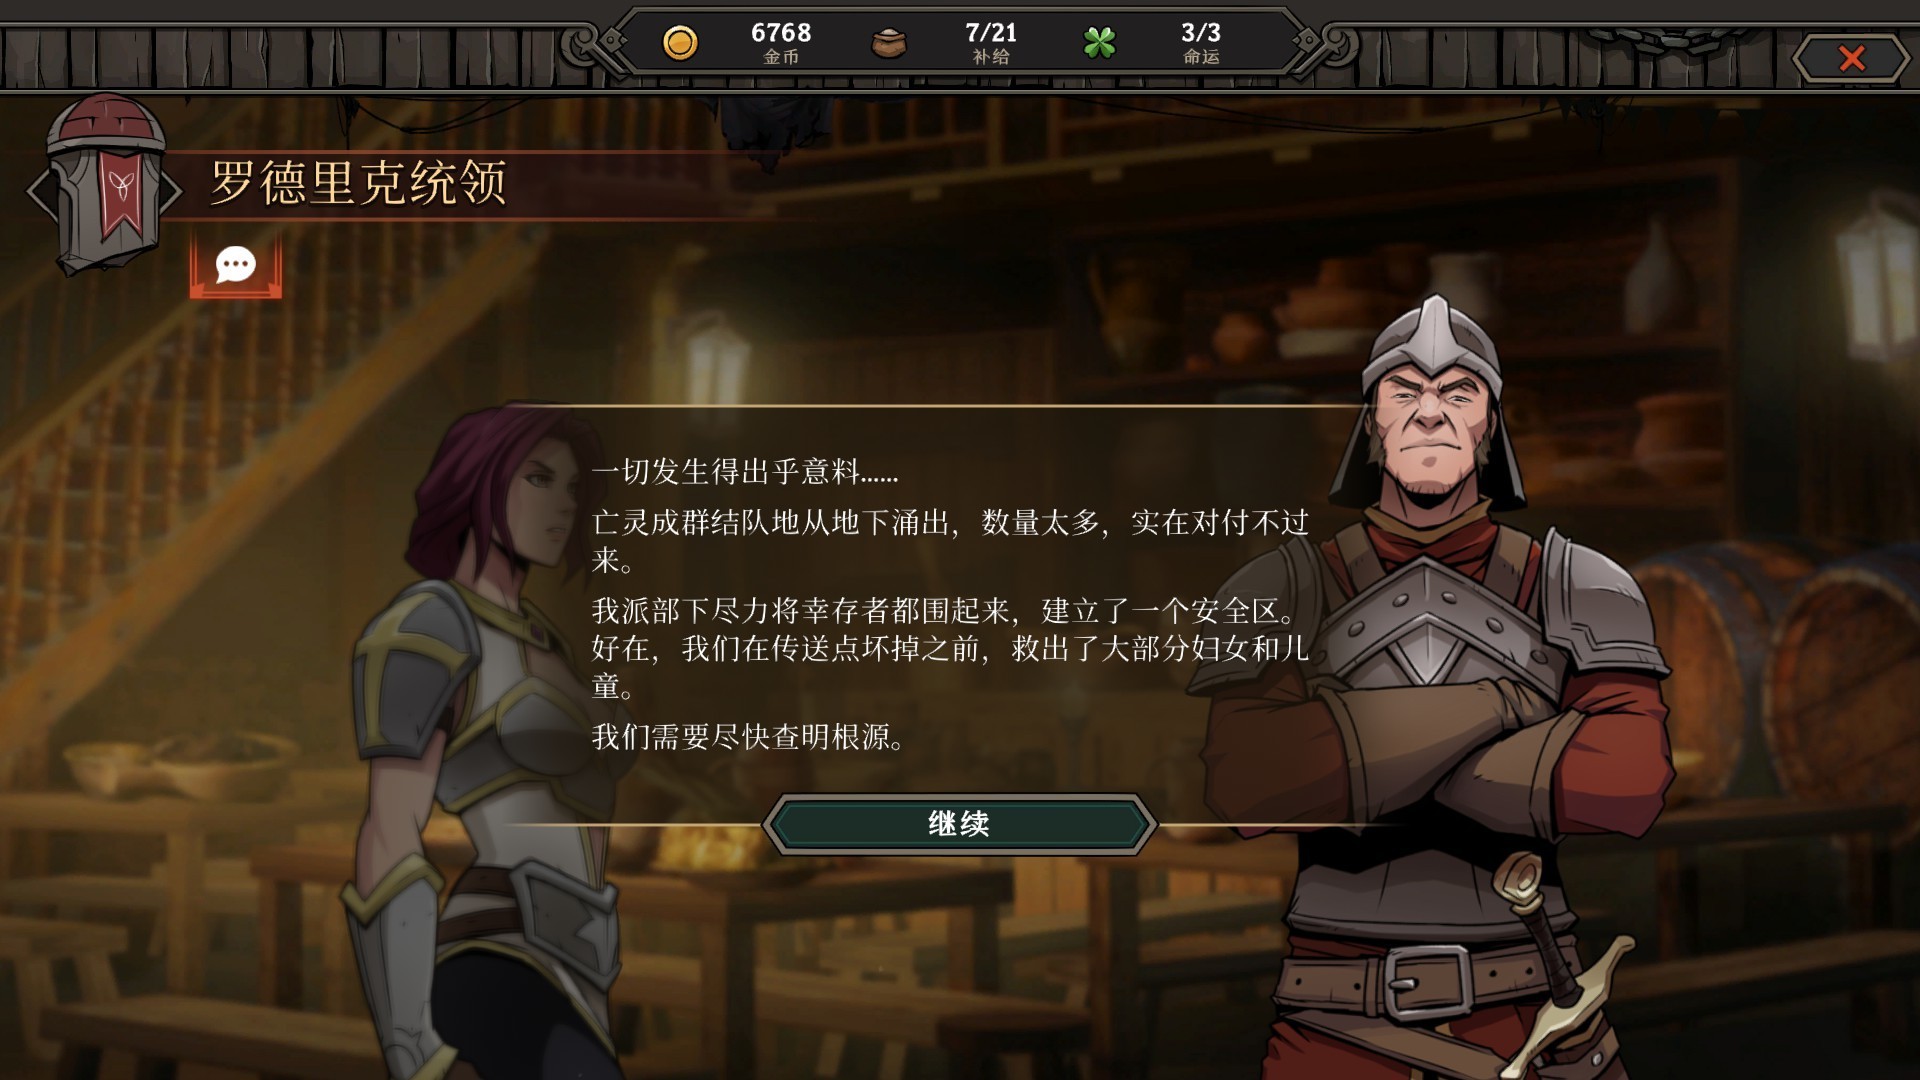 6768
金币
7/21
补给
3/3
命运
罗德里克统领
一切发生得出乎意料......
亡灵成群结队地从地下涌出，数量太多，实在对付不过
来。
我派部下尽力将幸存者都围起来，建立了一个安全区。
好在，我们在传送点坏掉之前，救出了大部分妇女和儿
童。
我们需要尽快查明根源。
继续